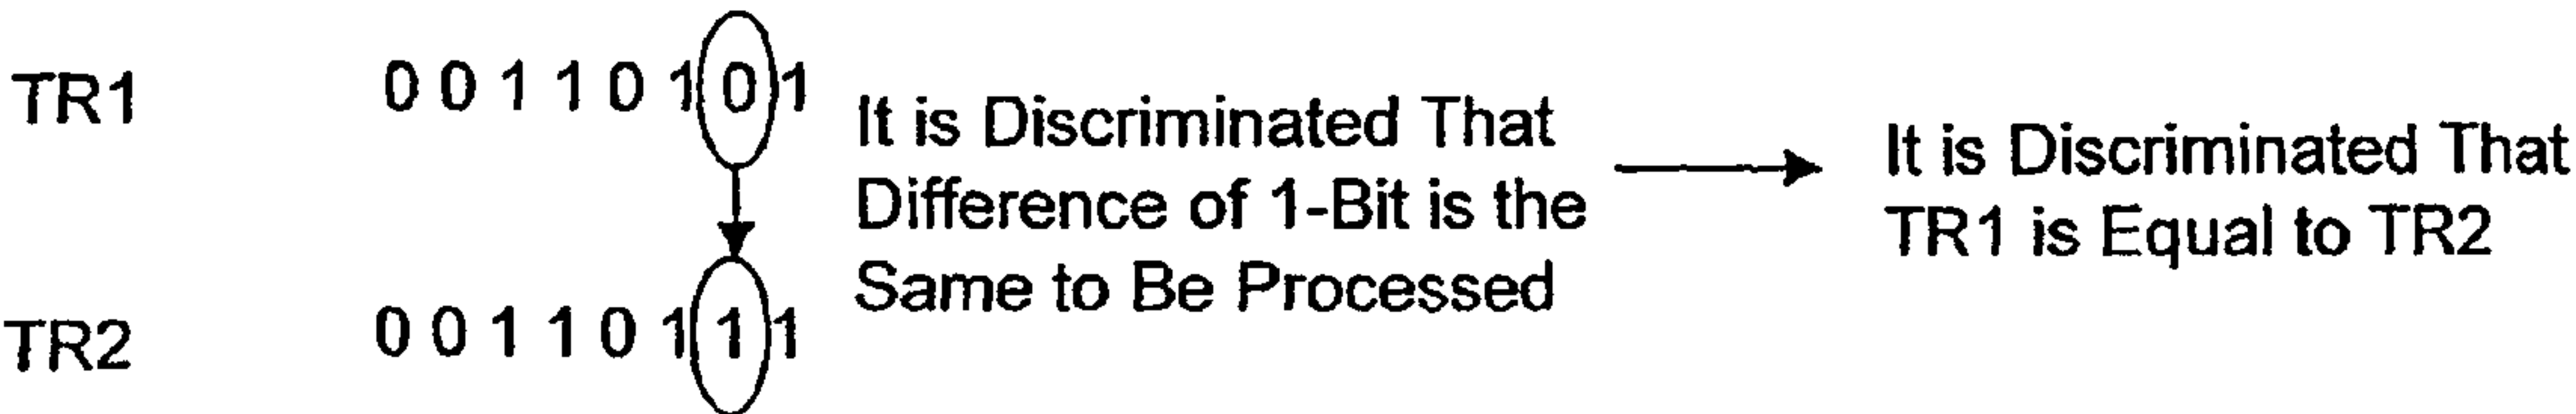 TR1 0 0 1 1 0 1 0 1
It is Discriminated That
Difference of 1-Bit is the
Same to Be Processed
It is Discriminated That
TR1 is Equal to TR2
TR2 0 0 1 1 0 1 1 1